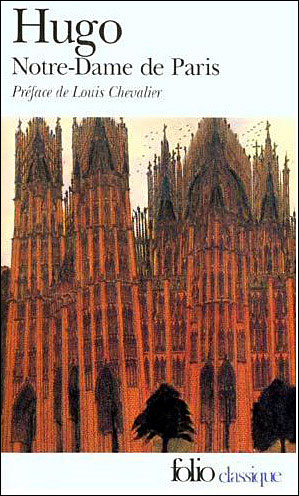 Hugo
Notre-Dame de Paris
Préface de Louis Chevalier
folio classique